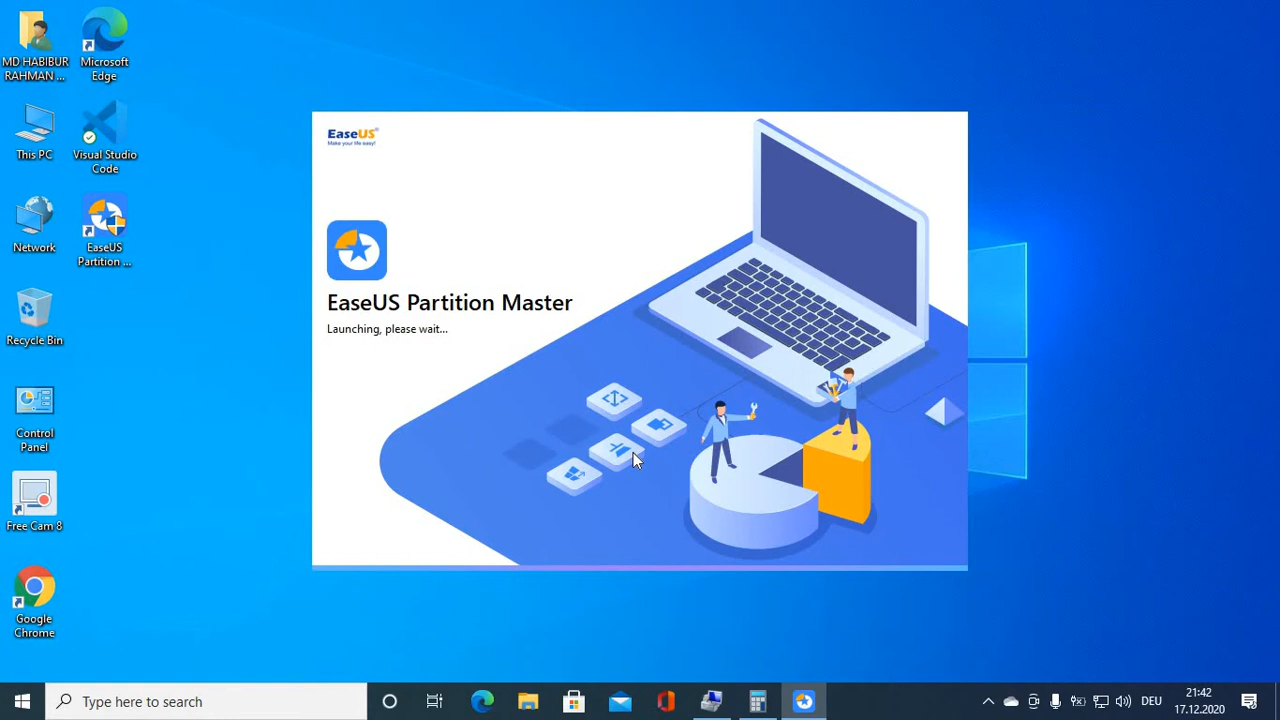 MD HABIBUR
RAHMAN ...
Microsoft
Edge
This PC
Visual Studio
Code
Network
EaseUS
Partition ...
Recycle Bin
Control
Panel
Free Cam 8
Google
Chrome
EaseUS®
Make your life easy!
EaseUS Partition Master
Launching, please wait...
Type here to search
DEU
21:42
17.12.2020